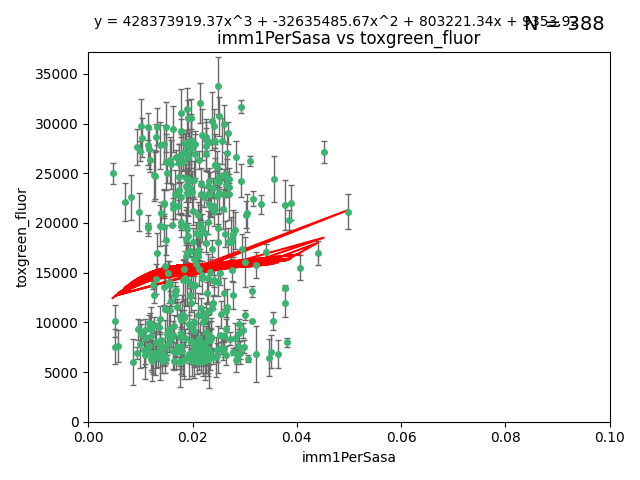 y = 428373919.37x^3 + -32635485.67x^2 + 803221.34x +
N = 388
imm1PerSasa vs toxgreen_fluor
35000
30000
25000
20000
15000
10000
5000
0
toxgreen_fluor
0.00 0.02 0.04 0.06 0.08 0.10
imm1PerSasa